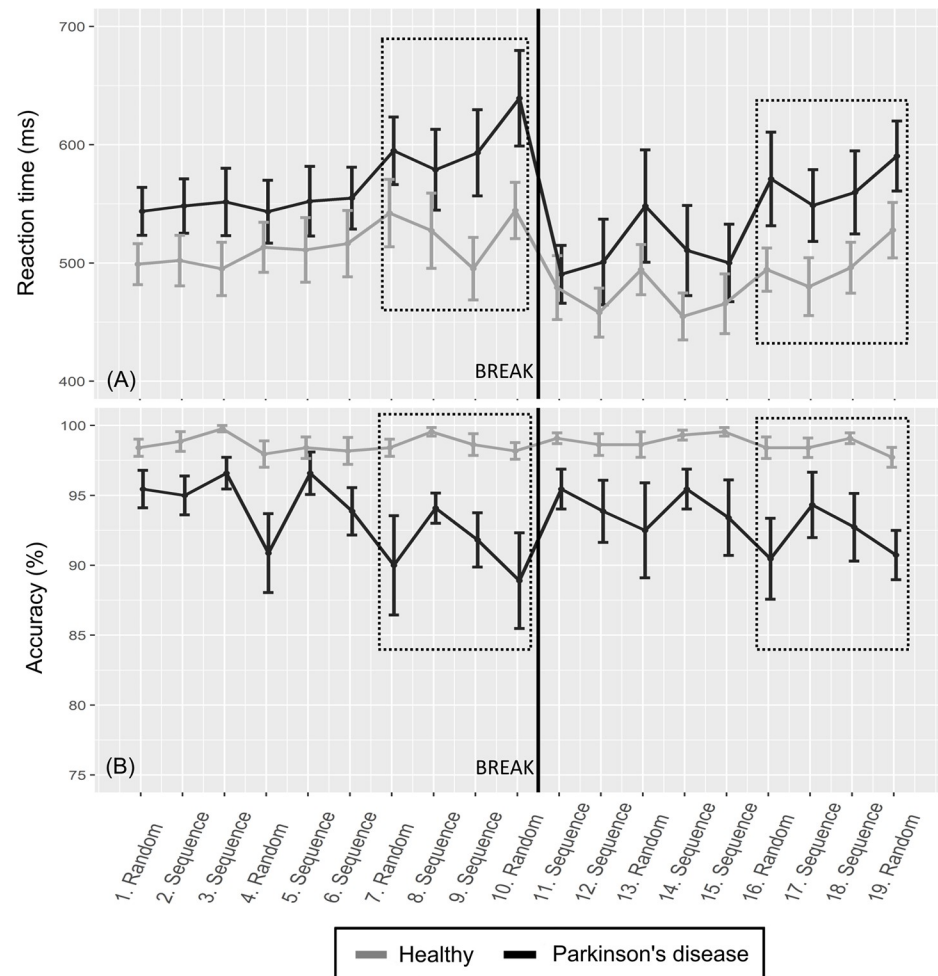 700
600
500
400
Reaction time (ms)
(A)
BREAK
100
95
90
85
80
75
Accuracy (%)
(B)
BREAK
1. Random
2. Sequence
3. Sequence
4. Random
5. Sequence
6. Sequence
7. Random
8. Sequence
9. Sequence
10. Random
11. Sequence
12. Sequence
13. Random
14. Sequence
15. Sequence
16. Random
17. Sequence
18. Sequence
19. Random
Healthy
Parkinson's disease